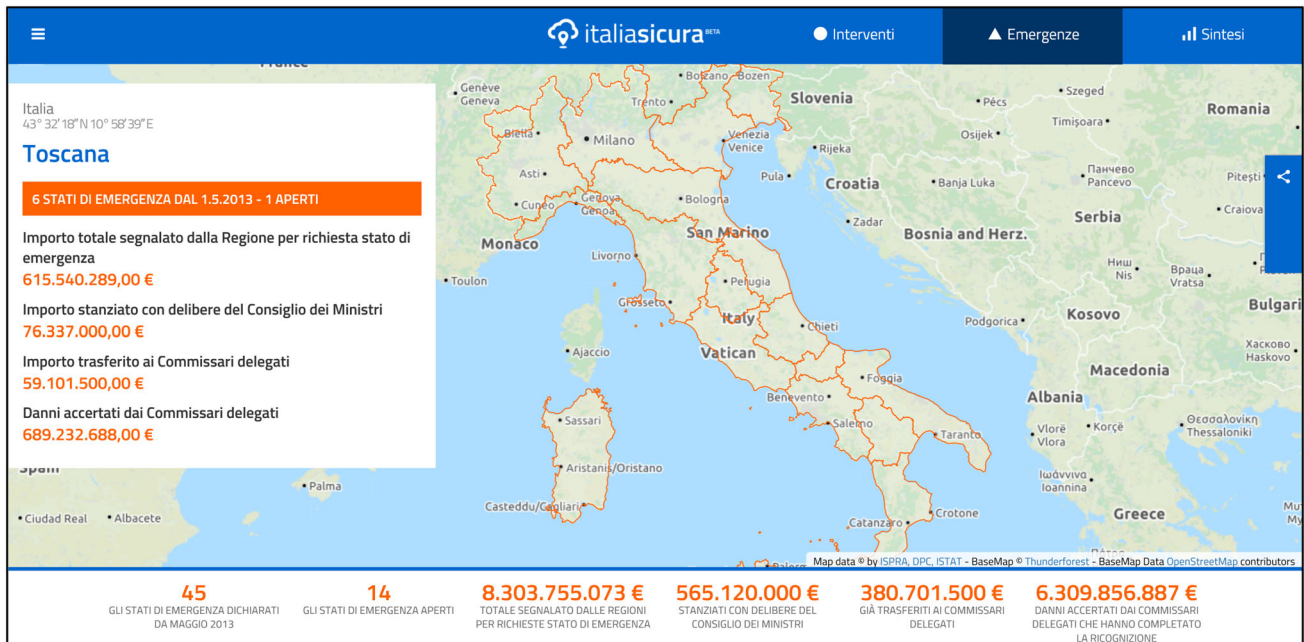 italiasicura BETA
Interventi
Emergenze
Sintesi
Italia
43° 32′18″N 10° 58′39″E
Toscana
6 STATI DI EMERGENZA DAL 1.5.2013 - 1 APERTI
Importo totale segnalato dalla Regione per richiesta stato di
emergenza
615.540.289,00 €
Importo stanziato con delibere del Consiglio dei Ministri
76.337.000,00 €
Importo trasferito ai Commissari delegati
59.101.500,00 €
Danni accertati dai Commissari delegati
689.232.688,00 €
Genève
Geneva
Bolzano - Bozen
Trento
Slovenia
Pécs
Szeged
Romania
Biella
Milano
Venezia
Venice
Rijeka
Osijek
Timișoara
Asti
Pula
Croatia
Banja Luka
Панчево
Pancevo
Pitești
Cuneo
Genova
Genoa
Bologna
Zadar
Serbia
Craiova
Monaco
San Marino
Bosnia and Herz.
Livorno
Toulon
Perugia
Ниш
Nis
Враца
Vratsa
Grosseto
Italy
Chieti
Podgorica
Kosovo
Bulgari
Ajaccio
Vatican
Foggia
Macedonia
Хасково
Haskovo
Benevento
Albania
Sassari
Salerno
Taranto
Vlorë
Vlora
Korçë
Θεσσαλονίκη
Thessaloniki
Aristanis/Oristano
Ιωάννινα
Ioannina
Spain
Palma
Casteddu/Cagliari
Crotone
Greece
Ciudad Real
Albacete
Catanzaro
Map data © by ISPRA, DPC, ISTAT - BaseMap © Thunderforest - BaseMap Data OpenStreetMap contributors
45
GLI STATI DI EMERGENZA DICHIARATI
DA MAGGIO 2013
14
GLI STATI DI EMERGENZA APERTI
8.303.755.073 €
TOTALE SEGNALATO DALLE REGIONI
PER RICHIESTE STATO DI EMERGENZA
565.120.000 €
STANZIATI CON DELIBERE DEL
CONSIGLIO DEI MINISTRI
380.701.500 €
GIÀ TRASFERITI AI COMMISSARI
DELEGATI
6.309.856.887 €
DANNI ACCERTATI DAI COMMISSARI
DELEGATI CHE HANNO COMPLETATO
LA RICOGNIZIONE